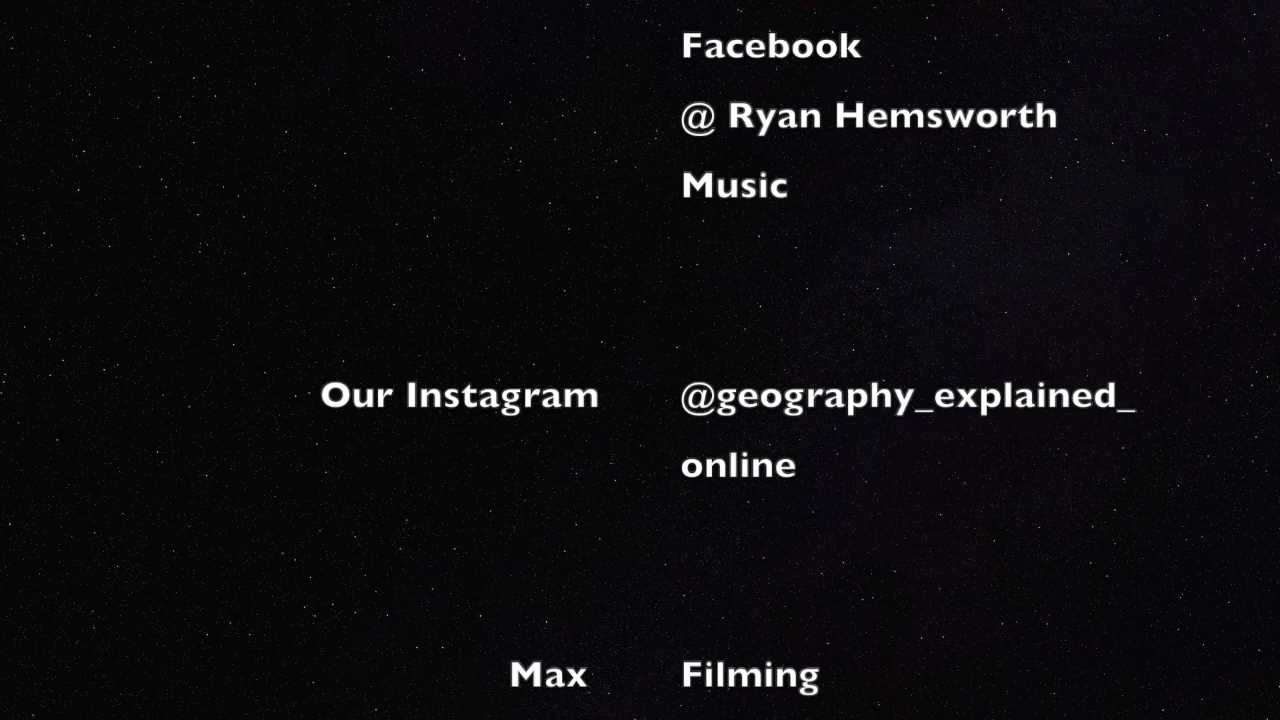 Facebook
@ Ryan Hemsworth
Music
Our Instagram @geography_explained_
online
Max Filming